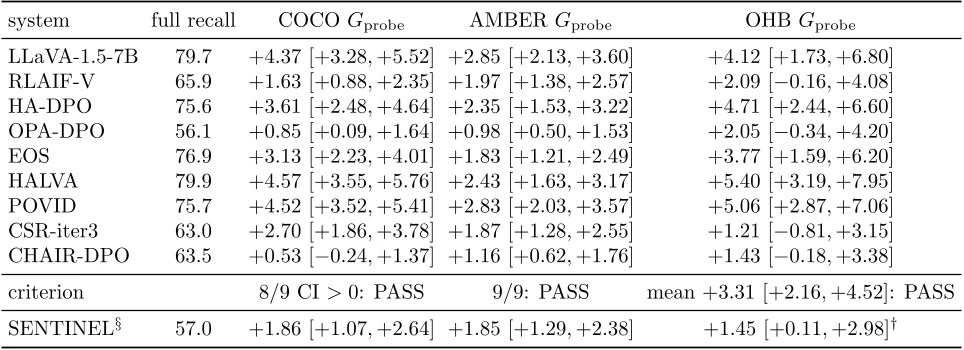 system full recall COCO G_probe AMBER G_probe OHB G_probe
LLaVA-1.5-7B 79.7 +4.37 [+3.28, +5.52] +2.85 [+2.13, +3.60] +4.12 [+1.73, +6.80]
RLAIF-V 65.9 +1.63 [+0.88, +2.35] +1.97 [+1.38, +2.57] +2.09 [−0.16, +4.08]
HA-DPO 75.6 +3.61 [+2.48, +4.64] +2.35 [+1.53, +3.22] +4.71 [+2.44, +6.60]
OPA-DPO 56.1 +0.85 [+0.09, +1.64] +0.98 [+0.50, +1.53] +2.05 [−0.34, +4.20]
EOS 76.9 +3.13 [+2.23, +4.01] +1.83 [+1.21, +2.49] +3.77 [+1.59, +6.20]
HALVA 79.9 +4.57 [+3.55, +5.76] +2.43 [+1.63, +3.17] +5.40 [+3.19, +7.95]
POVID 75.7 +4.52 [+3.52, +5.41] +2.83 [+2.03, +3.57] +5.06 [+2.87, +7.06]
CSR-iter3 63.0 +2.70 [+1.86, +3.78] +1.87 [+1.28, +2.55] +1.21 [−0.81, +3.15]
CHAIR-DPO 63.5 +0.53 [−0.24, +1.37] +1.16 [+0.62, +1.76] +1.43 [−0.18, +3.38]
criterion 8/9 CI > 0: PASS 9/9: PASS mean +3.31 [+2.16, +4.52]: PASS
SENTINEL§ 57.0 +1.86 [+1.07, +2.64] +1.85 [+1.29, +2.38] +1.45 [+0.11, +2.98]†